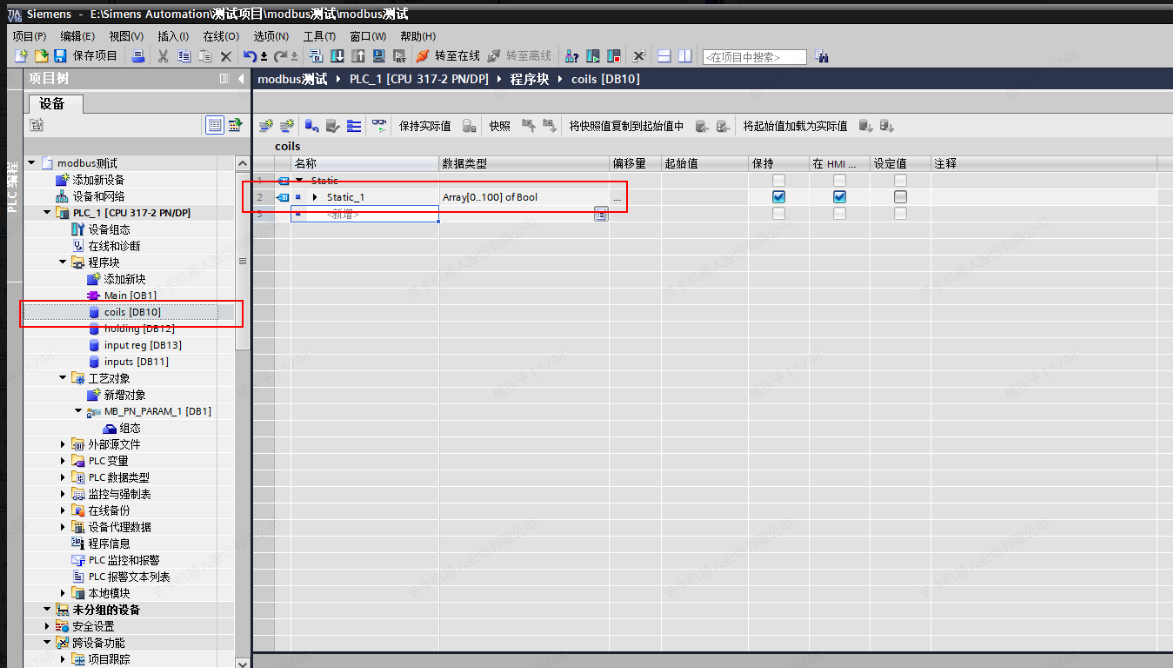 Siemens - E:\Simens Automation\测试项目\modbus测试\modbus测试
项目(P) 编辑(E) 视图(V) 插入(I) 在线(O) 选项(N) 工具(T) 窗口(W) 帮助(H)
保存项目 转至在线 转至离线 <在项目中搜索>
项目树
modbus测试 PLC_1 [CPU 317-2 PN/DP] 程序块 coils [DB10]
设备
保持实际值 快照 将快照值复制到起始值中 将起始值加载为实际值
coils
名称 数据类型 偏移量 起始值 保持 在 HMI ... 设定值 注释
1 Static
2 Static_1 Array[0..100] of Bool ...
3 <新增>
PLC 编程
modbus测试
添加新设备
设备和网络
PLC_1 [CPU 317-2 PN/DP]
设备组态
在线和诊断
程序块
添加新块
Main [OB1]
coils [DB10]
holding [DB12]
input reg [DB13]
inputs [DB11]
工艺对象
新增对象
MB_PN_PARAM_1 [DB1]
组态
外部源文件
PLC 变量
PLC 数据类型
监控与强制表
在线备份
设备代理数据
程序信息
PLC 监控和报警
PLC 报警文本列表
本地模块
未分组的设备
安全设置
跨设备功能
项目跟踪